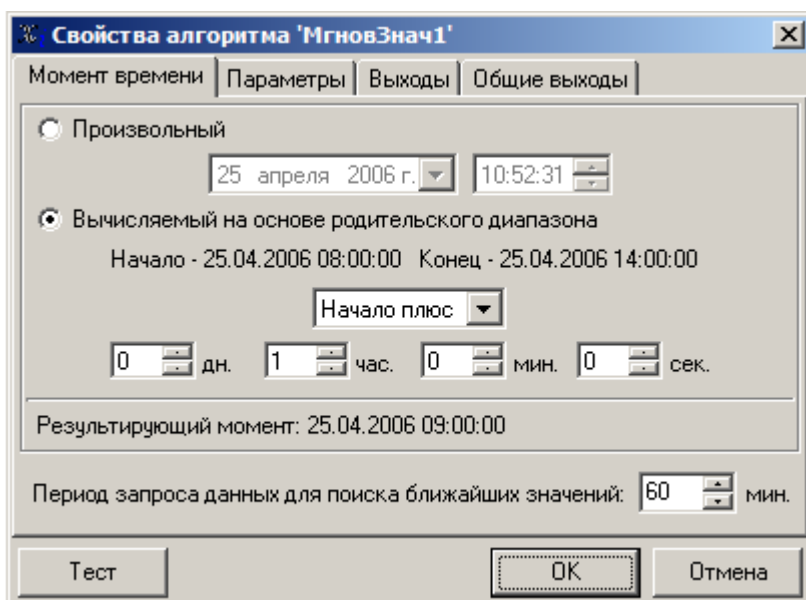 Свойства алгоритма 'МгновЗнач1'
Момент времени Параметры Выходы Общие выходы
Произвольный
25 апреля 2006 г. 10:52:31
Вычисляемый на основе родительского диапазона
Начало - 25.04.2006 08:00:00 Конец - 25.04.2006 14:00:00
Начало плюс
0 дн. 1 час. 0 мин. 0 сек.
Результирующий момент: 25.04.2006 09:00:00
Период запроса данных для поиска ближайших значений: 60 мин.
Тест OK Отмена